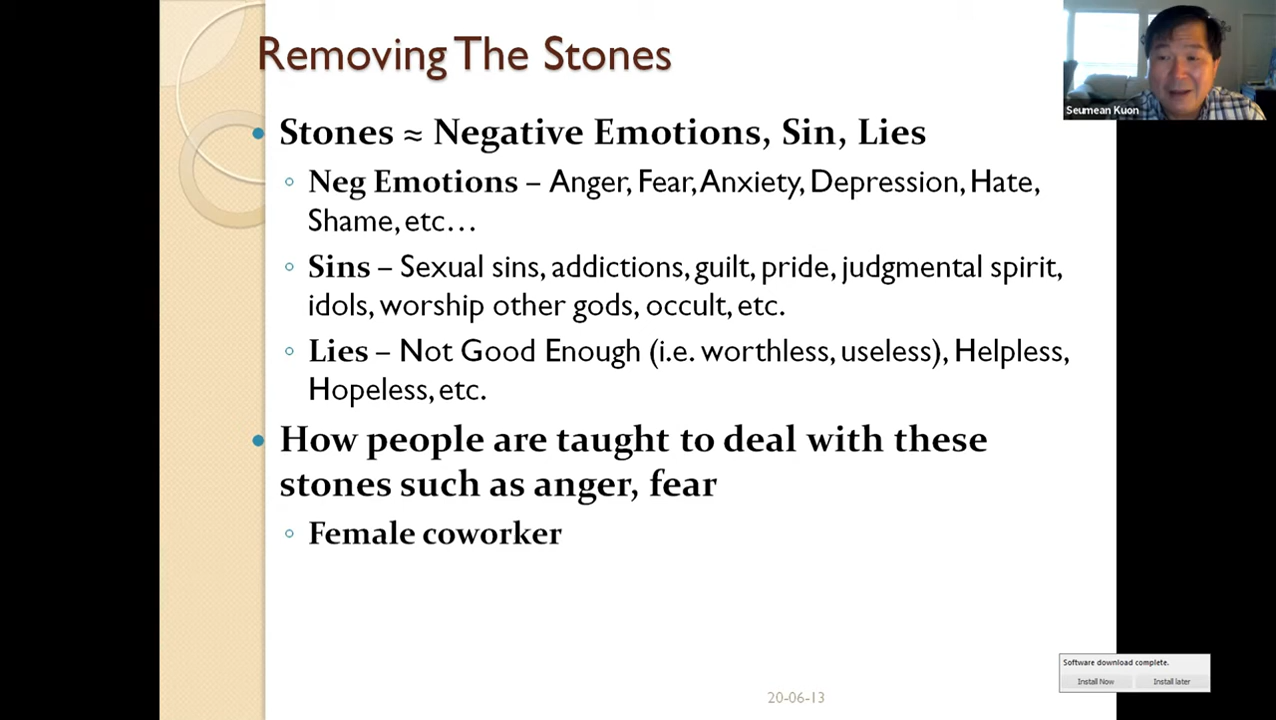 Removing The Stones
Seumean Kuon
• Stones ≈ Negative Emotions, Sin, Lies
◦ Neg Emotions – Anger, Fear, Anxiety, Depression, Hate,
Shame, etc…
◦ Sins – Sexual sins, addictions, guilt, pride, judgmental spirit,
idols, worship other gods, occult, etc.
◦ Lies – Not Good Enough (i.e. worthless, useless), Helpless,
Hopeless, etc.
• How people are taught to deal with these
stones such as anger, fear
◦ Female coworker
Software download complete.
Install Now Install later
20-06-13